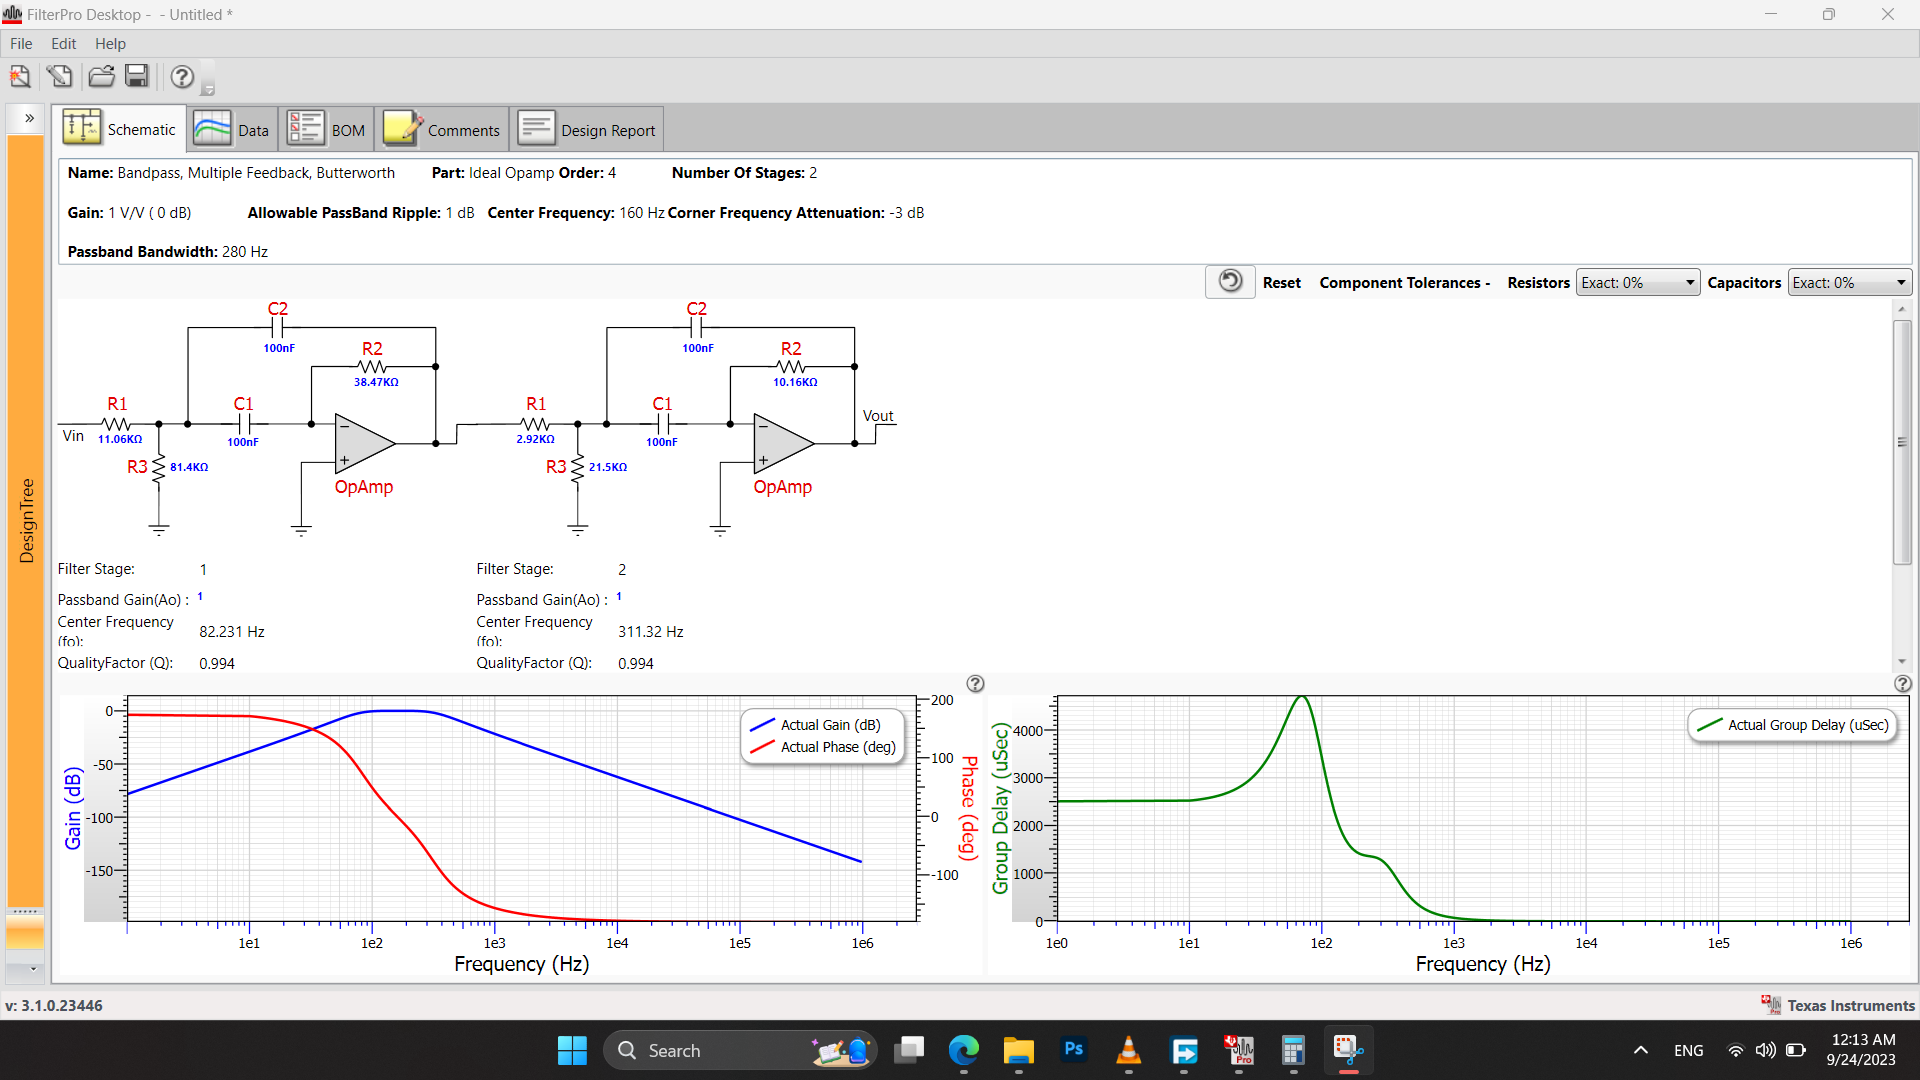 FilterPro Desktop -  - Untitled *
File Edit Help
» Schematic Data BOM Comments Design Report
Name: Bandpass, Multiple Feedback, Butterworth Part: Ideal Opamp Order: 4 Number Of Stages: 2
Gain: 1 V/V ( 0 dB) Allowable PassBand Ripple: 1 dB Center Frequency: 160 Hz Corner Frequency Attenuation: -3 dB
Passband Bandwidth: 280 Hz
Reset Component Tolerances - Resistors Exact: 0% Capacitors Exact: 0%
C2 C2
100nF 100nF
R2 R2
38.47KΩ 10.16KΩ
R1 C1 R1 C1
Vin 11.06KΩ 100nF 2.92KΩ 100nF Vout
R3 81.4KΩ R3 21.5KΩ
OpAmp OpAmp
DesignTree
Filter Stage: 1 Filter Stage: 2
Passband Gain(Ao) : 1 Passband Gain(Ao) : 1
Center Frequency (fo): 82.231 Hz Center Frequency (fo): 311.32 Hz
QualityFactor (Q): 0.994 QualityFactor (Q): 0.994
Gain (dB)
0
-50
-100
-150
Actual Gain (dB)
Actual Phase (deg)
200
100
0
-100
Phase (deg)
1e1 1e2 1e3 1e4 1e5 1e6
Frequency (Hz)
Group Delay (uSec)
4000
3000
2000
1000
0
Actual Group Delay (uSec)
1e0 1e1 1e2 1e3 1e4 1e5 1e6
Frequency (Hz)
v: 3.1.0.23446 Texas Instruments
Search Ps Pro ENG 12:13 AM
9/24/2023